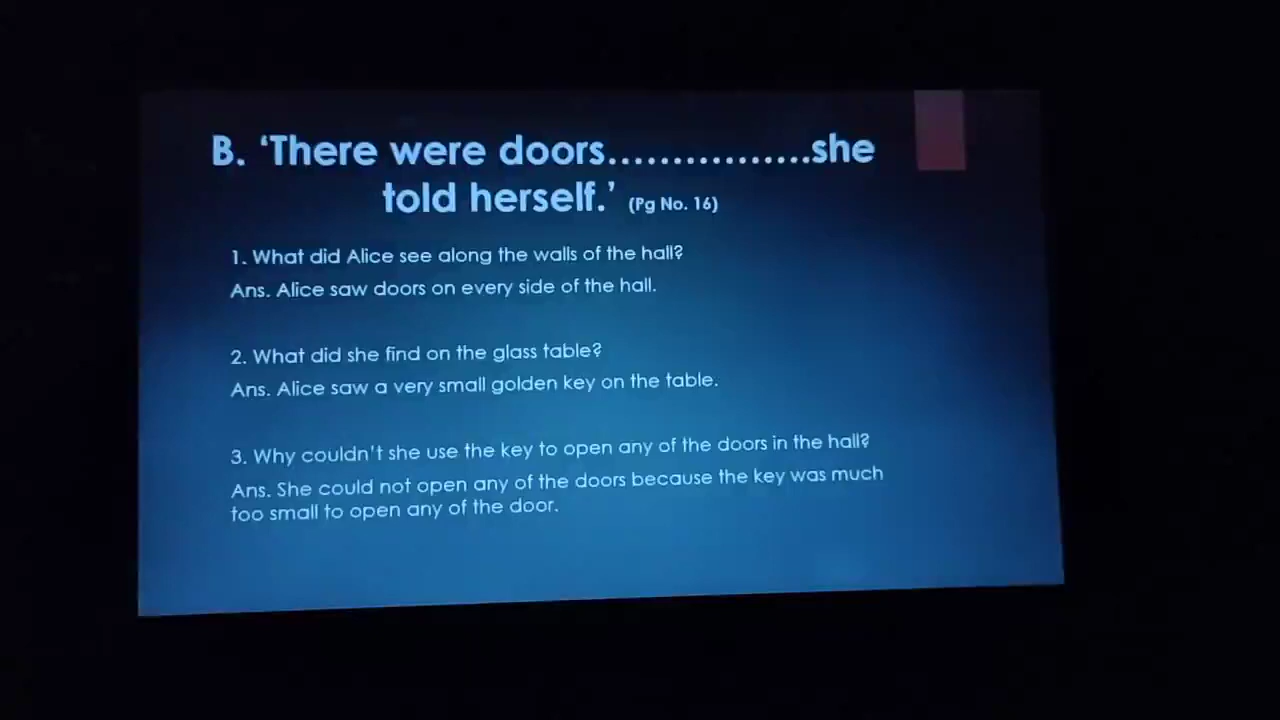 B. ‘There were doors................she
told herself.’ (Pg No. 16)
1. What did Alice see along the walls of the hall?
Ans. Alice saw doors on every side of the hall.
2. What did she find on the glass table?
Ans. Alice saw a very small golden key on the table.
3. Why couldn't she use the key to open any of the doors in the hall?
Ans. She could not open any of the doors because the key was much
too small to open any of the door.